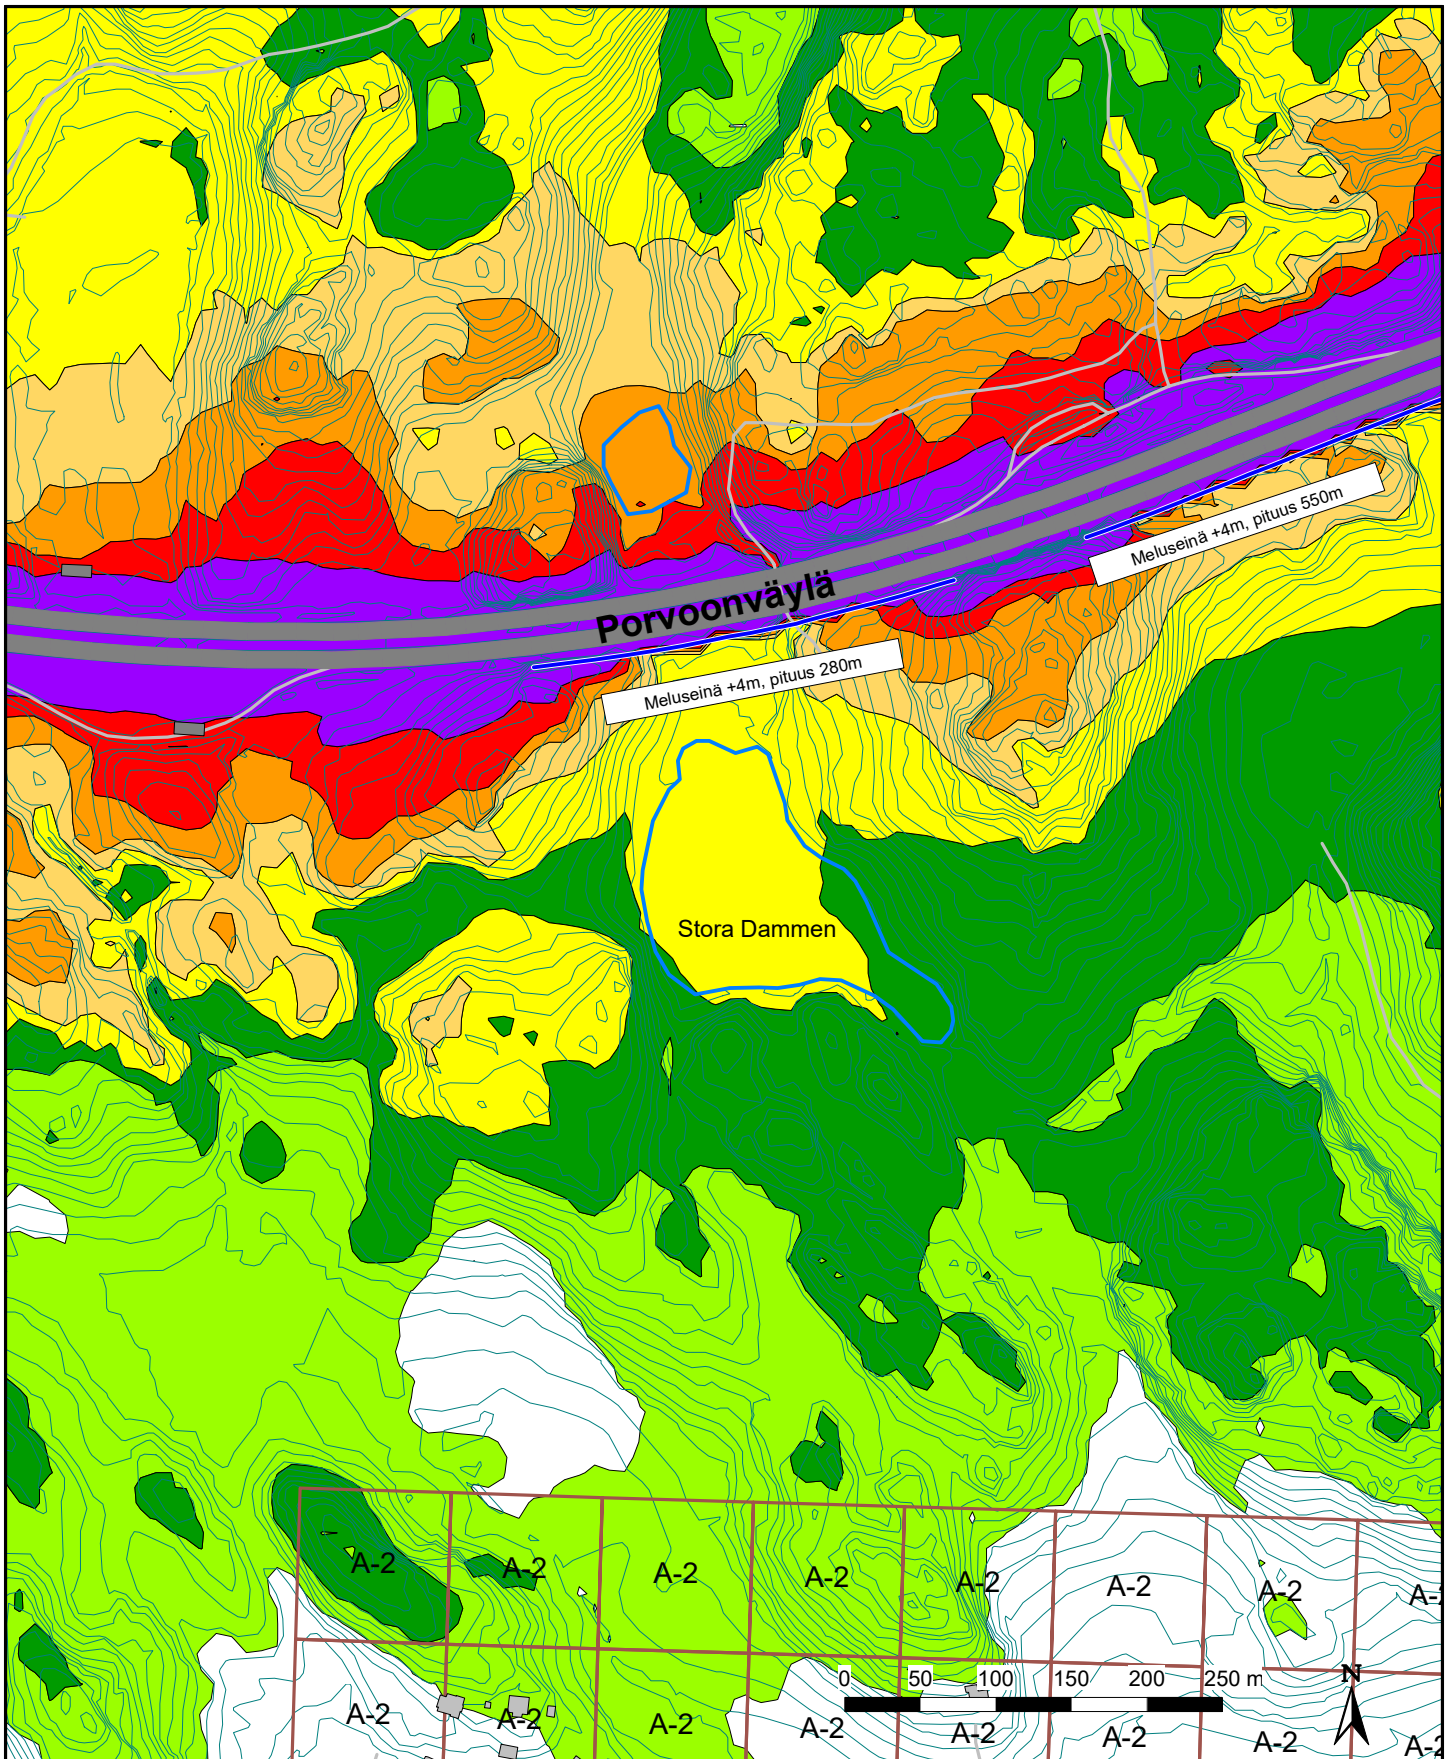 Meluseinä +4m, pituus 550m
Porvoonväylä
Meluseinä +4m, pituus 280m
Stora Dammen
A-2 A-2 A-2 A-2 A-2 A-2 A-2
0 50 100 150 200 250 m
N
A-2 A-2 A-2 A-2 A-2 A-2 A-2